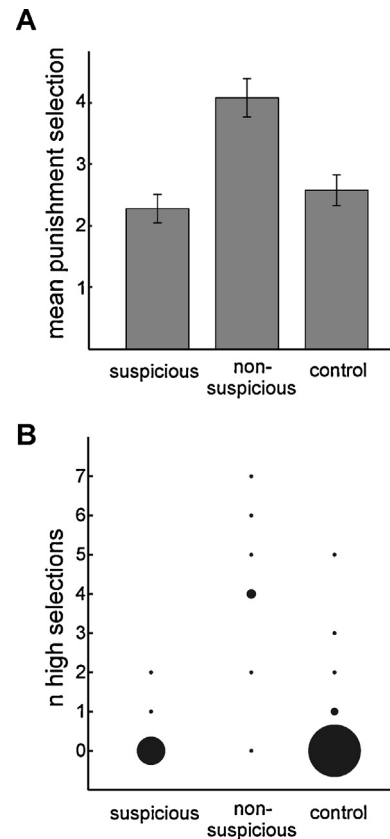 A
mean punishment selection
4
3
2
1
suspicious
non-
suspicious
control
B
n high selections
7
6
5
4
3
2
1
0
suspicious
non-
suspicious
control